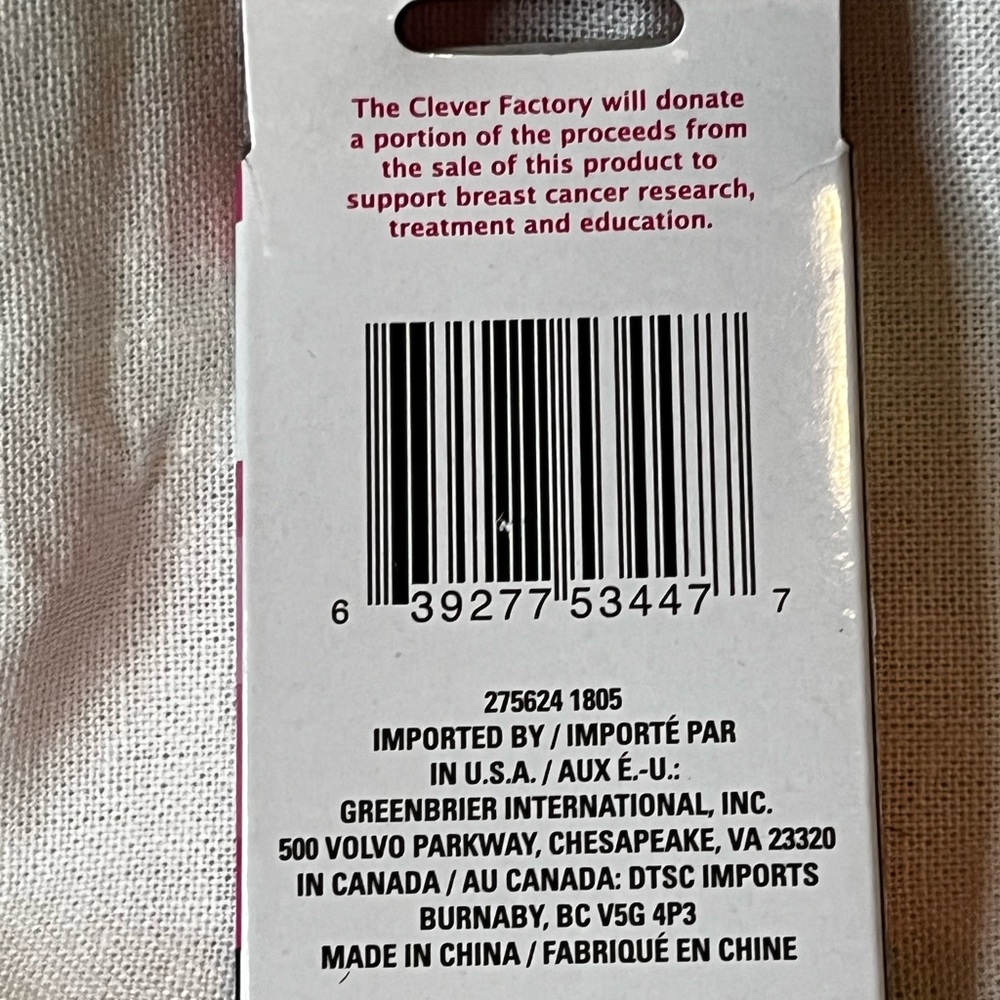 The Clever Factory will donate
a portion of the proceeds from
the sale of this product to
support breast cancer research,
treatment and education.
6 39277 53447 7
275624 1805
IMPORTED BY / IMPORTÉ PAR
IN U.S.A. / AUX É.-U.:
GREENBRIER INTERNATIONAL, INC.
500 VOLVO PARKWAY, CHESAPEAKE, VA 23320
IN CANADA / AU CANADA: DTSC IMPORTS
BURNABY, BC V5G 4P3
MADE IN CHINA / FABRIQUÉ EN CHINE